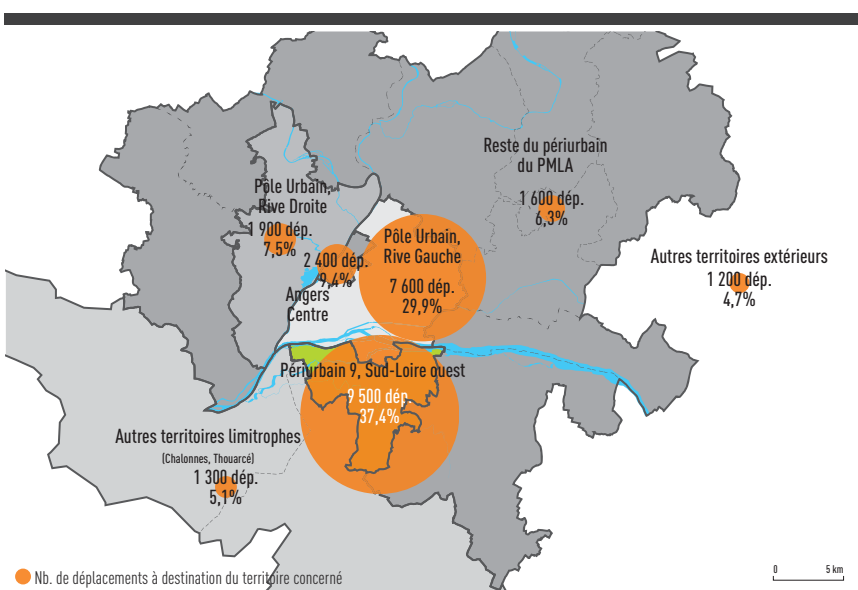 Reste du périurbain
du PMLA
1 600 dép.
6,3%
Pôle Urbain,
Rive Droite
1 900 dép.
7,5%
Pôle Urbain,
Rive Gauche
7 600 dép.
29,9%
2 400 dép.
9,4%
Angers
Centre
Autres territoires extérieurs
1 200 dép.
4,7%
Périurbain 9, Sud-Loire ouest
9 500 dép.
37,4%
Autres territoires limitrophes
(Chalonnes, Thouarcé)
1 300 dép.
5,1%
Nb. de déplacements à destination du territoire concerné
0 5 km